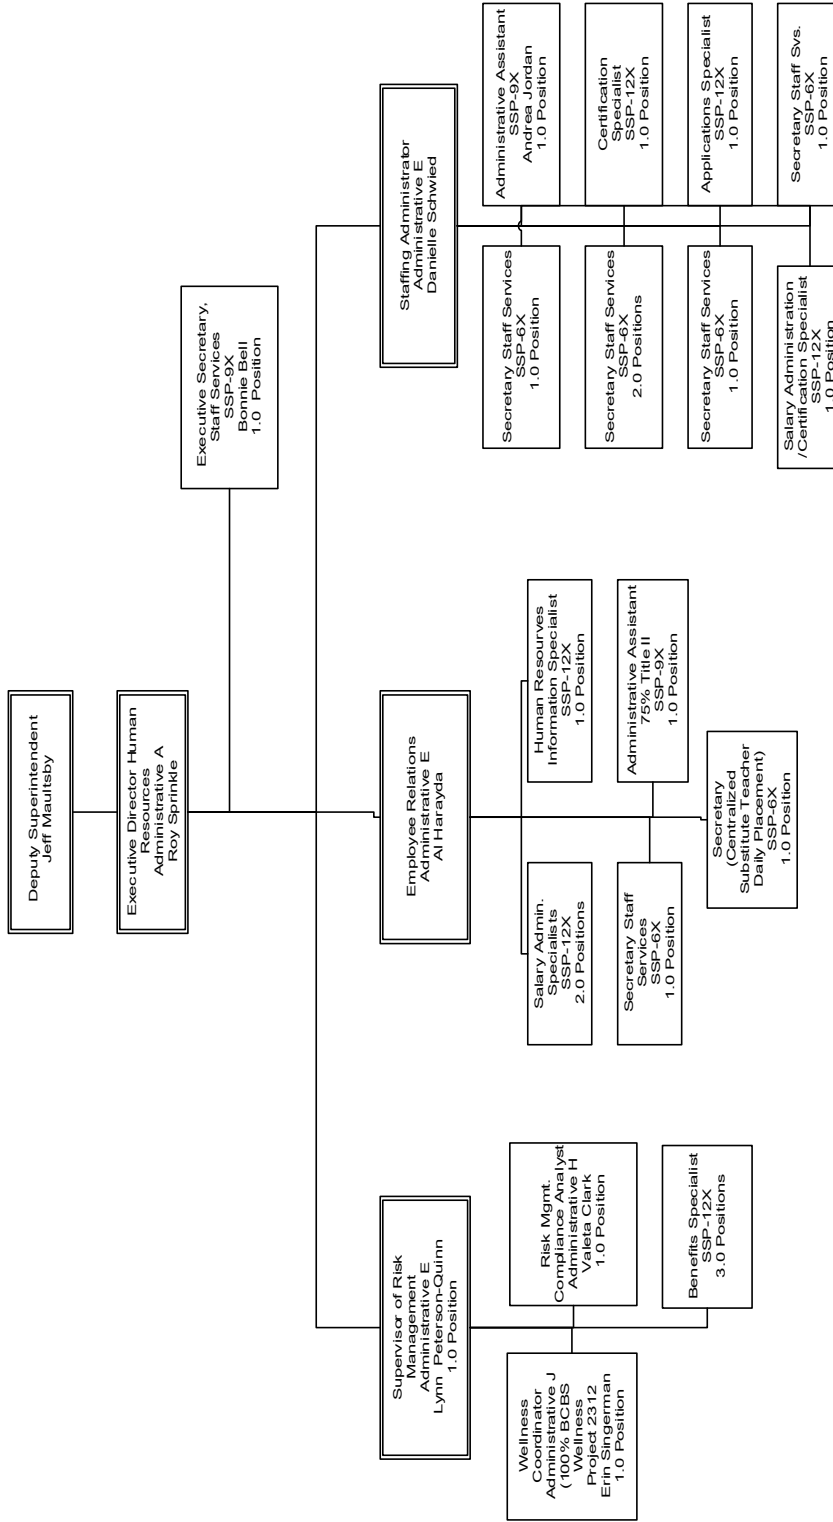 Deputy Superintendent
Jeff Maultsby
Executive Director Human
Resources
Administrative A
Roy Sprinkle
Executive Secretary,
Staff Services
SSP-9X
Bonnie Bell
1.0 Position
Supervisor of Risk
Management
Administrative E
Lynn Peterson-Quinn
1.0 Position
Employee Relations
Administrative E
Al Harayda
Staffing Administrator
Administrative E
Danielle Schwied
Wellness
Coordinator
Administrative J
(100% BCBS
Wellness
Project 2312
Erin Singerman
1.0 Position
Risk Mgmt.
Compliance Analyst
Administrative H
Valeta Clark
1.0 Position
Benefits Specialist
SSP-12X
3.0 Positions
Salary Admin.
Specialists
SSP-12X
2.0 Positions
Human Resourves
Information Specialist
SSP-12X
1.0 Position
Secretary Staff
Services
SSP-6X
1.0 Position
Administrative Assistant
75% Title II
SSP-9X
1.0 Position
Secretary
(Centralized
Substitute Teacher
Daily Placement)
SSP-6X
1.0 Position
Secretary Staff Services
SSP-6X
1.0 Position
Administrative Assistant
SSP-9X
Andrea Jordan
1.0 Position
Secretary Staff Services
SSP-6X
2.0 Positions
Certification
Specialist
SSP-12X
1.0 Position
Secretary Staff Services
SSP-6X
1.0 Position
Applications Specialist
SSP-12X
1.0 Position
Salary Administration
/Certification Specialist
SSP-12X
1.0 Position
Secretary Staff Svs.
SSP-6X
1.0 Position